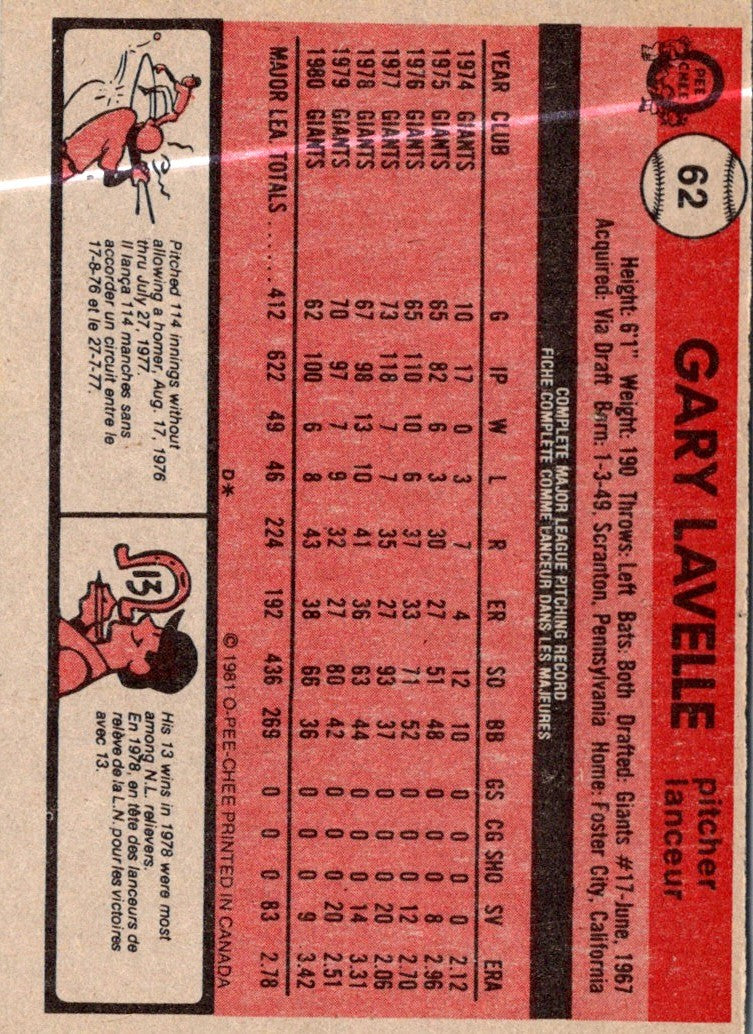 O PEE CHEE
62
GARY LAVELLE
pitcher
lanceur
Height: 6'1" Weight: 190 Throws: Left Bats: Both Drafted: Giants #17-June, 1967
Acquired: Via Draft Byrn: 1-3-49, Scranton, Pennsylvania Home: Foster City, California
COMPLETE MAJOR LEAGUE PITCHING RECORD
FICHE COMPLETE COMME LANCEUR DANS LES MAJEURES
YEAR CLUB G IP W L R ER SO BB GS CG SHO SV ERA
1974 GIANTS 10 17 0 3 7 4 12 10 0 0 0 0 2.12
1975 GIANTS 65 82 6 3 30 27 51 48 0 0 0 8 2.96
1976 GIANTS 65 110 10 6 37 33 71 52 0 0 0 12 2.70
1977 GIANTS 73 118 7 7 35 27 93 37 0 0 0 20 2.06
1978 GIANTS 67 98 13 10 41 36 63 44 0 0 0 14 3.31
1979 GIANTS 70 97 7 9 32 27 80 42 0 0 0 20 2.51
1980 GIANTS 62 100 6 8 43 38 66 36 0 0 0 9 3.42
MAJOR LEA. TOTALS ....... 412 622 49 46 224 192 436 269 0 0 0 83 2.78
D* © 1981 O-PEE-CHEE PRINTED IN CANADA
Pitched 114 innings without
allowing a homer, Aug. 17, 1976
thru July 27, 1977.
Il lança 114 manches sans
accorder un circuit entre le
17-8-76 et le 27-7-77.
13
His 13 wins in 1978 were most
among N.L. relievers.
En 1978, en tête des lanceurs de
relève de la L.N. pour les victoires
avec 13.